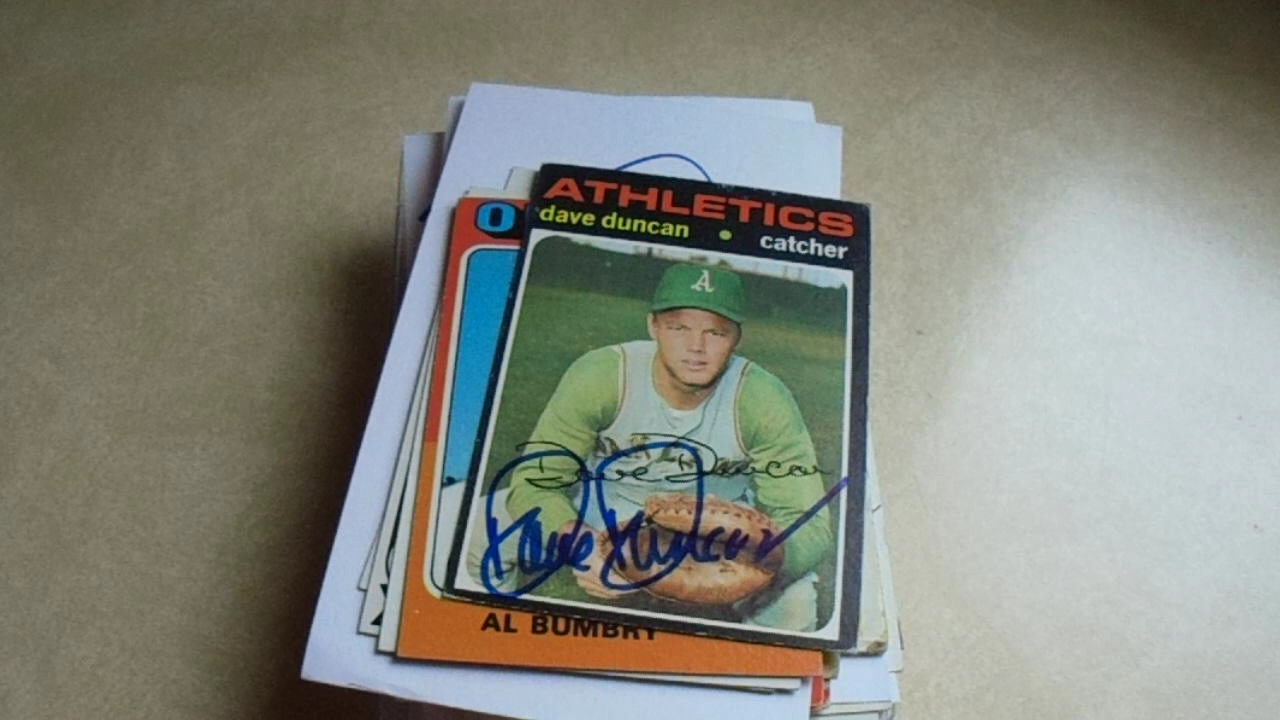 ATHLETICS
dave duncan • catcher
A
O
Dave Duncan
Dave Duncan
AL BUMBRY